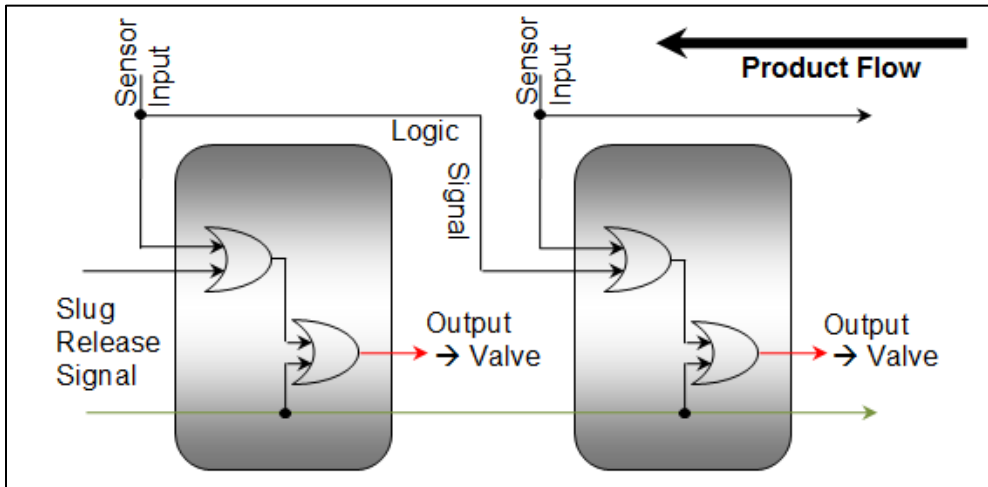 Sensor
Input
Sensor
Input
Product Flow
Logic
Signal
Slug
Release
Signal
Output
→ Valve
Output
→ Valve